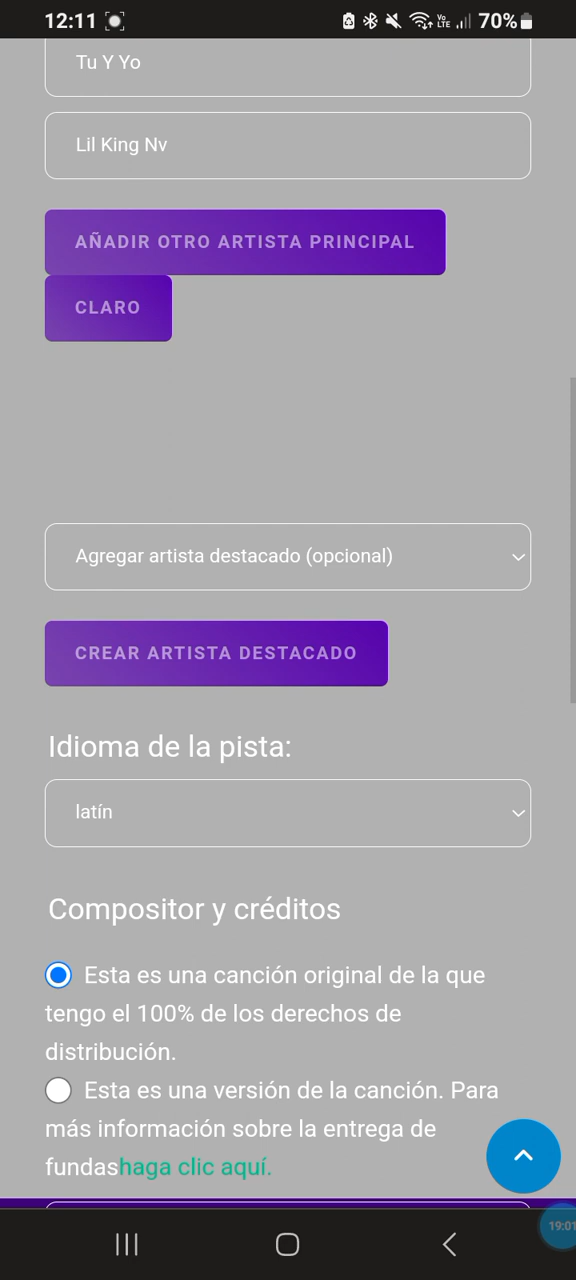 12:11
Vo
LTE
70%
Tu Y Yo
Lil King Nv
AÑADIR OTRO ARTISTA PRINCIPAL
CLARO
Agregar artista destacado (opcional)
CREAR ARTISTA DESTACADO
Idioma de la pista:
latín
Compositor y créditos
Esta es una canción original de la que
tengo el 100% de los derechos de
distribución.
Esta es una versión de la canción. Para
más información sobre la entrega de
fundashaga clic aquí.
19:01